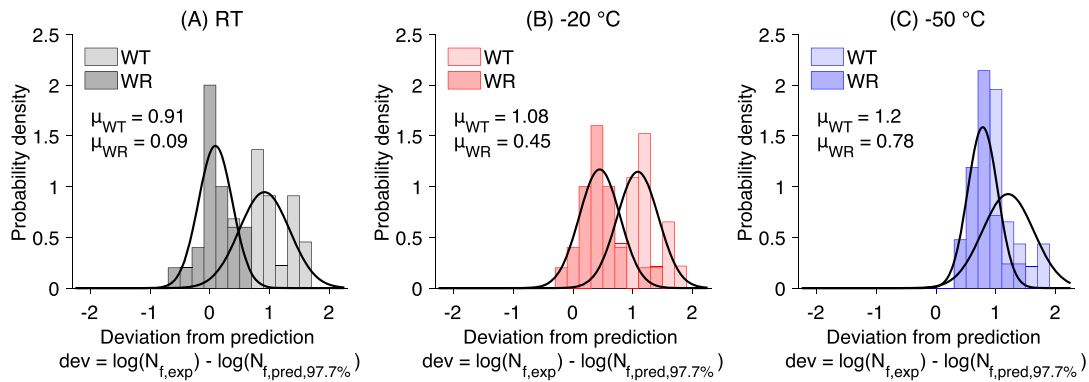 (A) RT
2.5
2
1.5
1
0.5
0
Probability density
WT
WR
μWT = 0.91
μWR = 0.09
-2 -1 0 1 2
Deviation from prediction
dev = log(Nf,exp) - log(Nf,pred,97.7%)
(B) -20 °C
2.5
2
1.5
1
0.5
0
Probability density
WT
WR
μWT = 1.08
μWR = 0.45
-2 -1 0 1 2
Deviation from prediction
dev = log(Nf,exp) - log(Nf,pred,97.7%)
(C) -50 °C
2.5
2
1.5
1
0.5
0
Probability density
WT
WR
μWT = 1.2
μWR = 0.78
-2 -1 0 1 2
Deviation from prediction
dev = log(Nf,exp) - log(Nf,pred,97.7%)